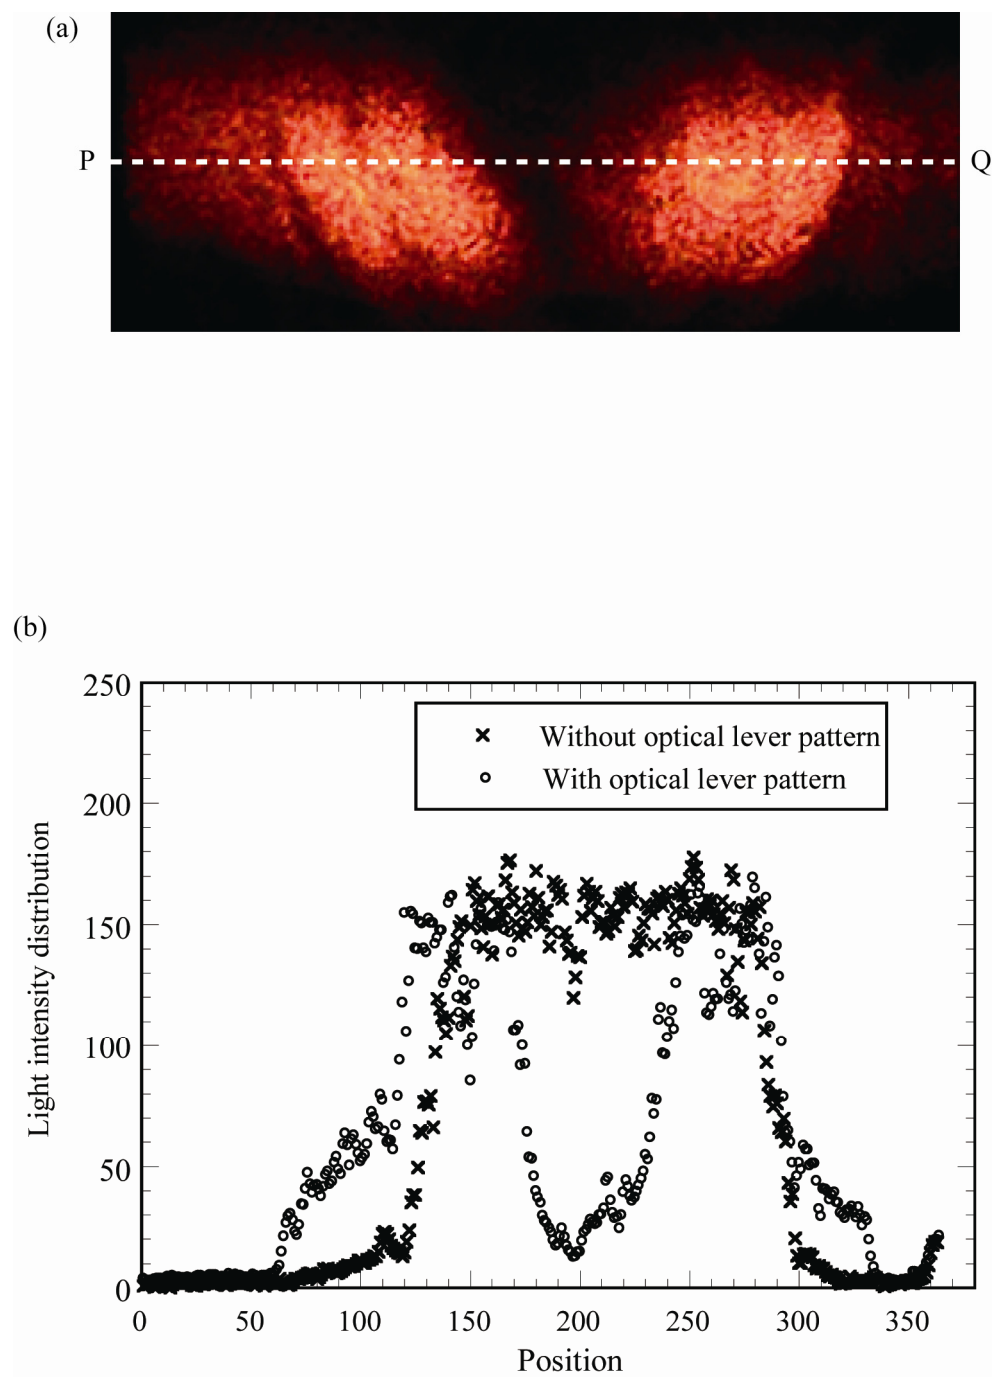 (a)
P
Q
(b)
250
200
150
100
50
0
0
50
100
150
200
250
300
350
Light intensity distribution
Position
Without optical lever pattern
With optical lever pattern